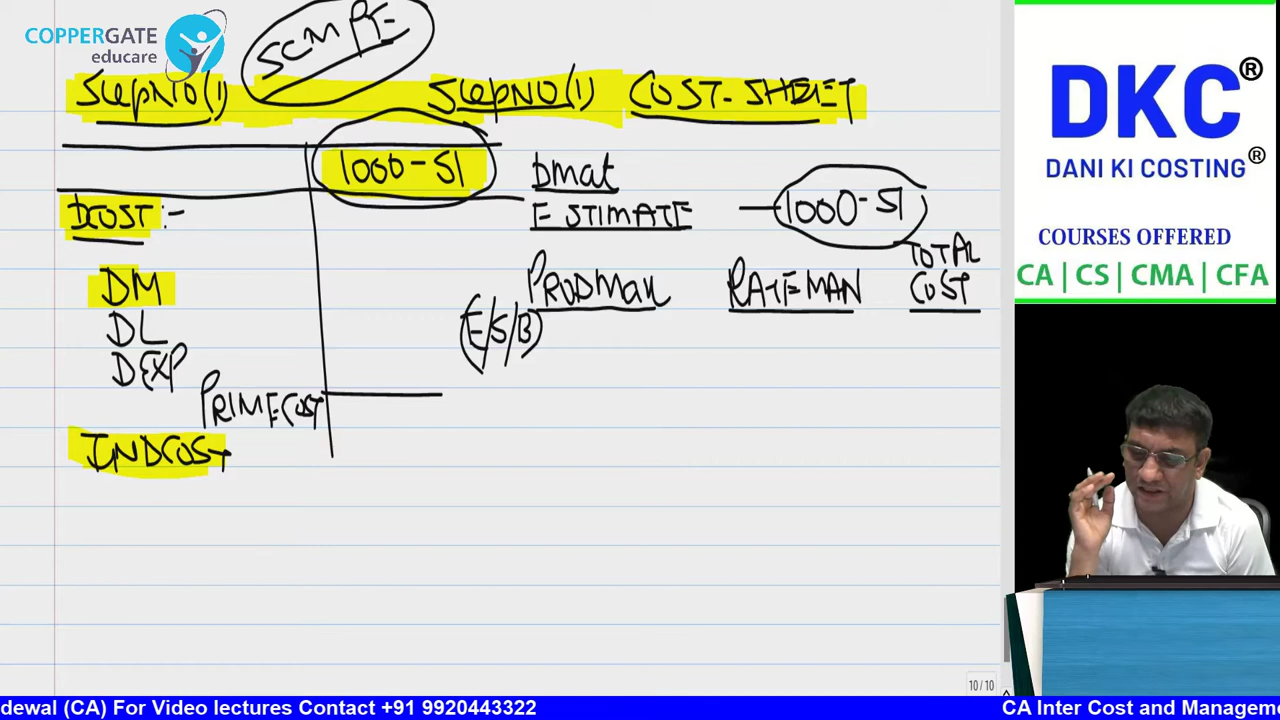 COPPERGATE
educare
SCMPE
StepNO(1) StepNO(1) COST-SHEET
1000-SI Dmat
DCOST:- ESTIMATE 1000-SI
DM PRODMAN RATEMAN TOTAL COST
DL (E/S/B)
DEXP
PRIMECOST
INDCOST
10/10
DKC®
DANI KI COSTING®
COURSES OFFERED
CA | CS | CMA | CFA
dewal (CA) For Video lectures Contact +91 9920443322 CA Inter Cost and Manageme